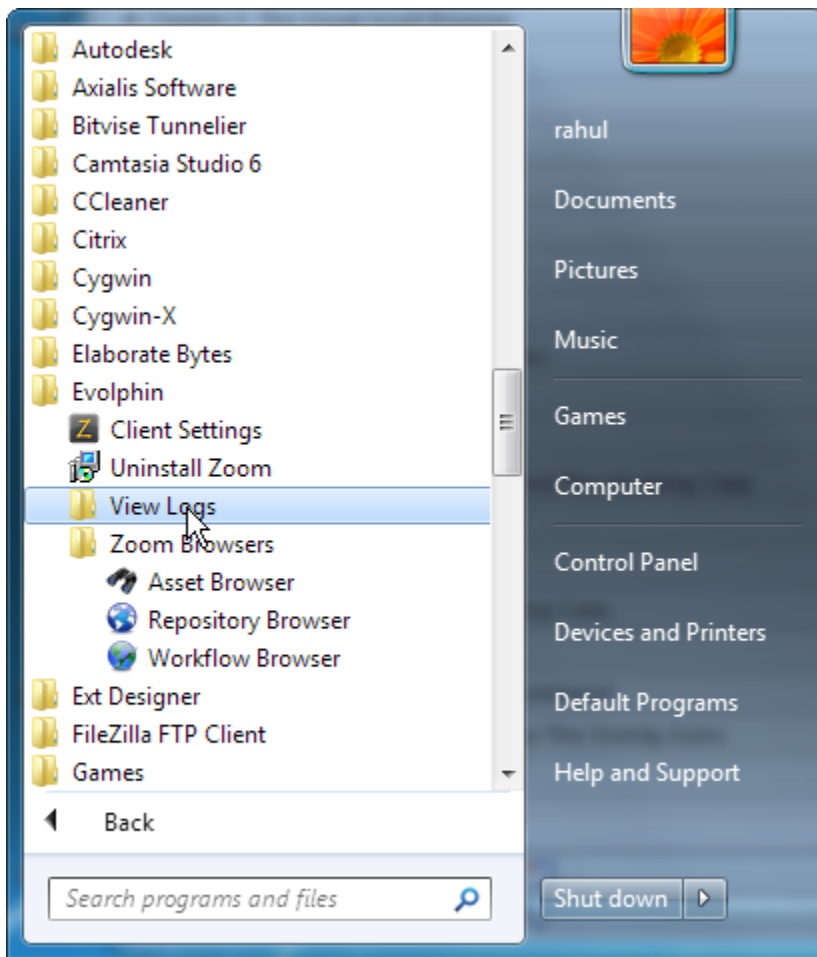 Autodesk
Axialis Software
Bitvise Tunnelier
Camtasia Studio 6
CCleaner
Citrix
Cygwin
Cygwin-X
Elaborate Bytes
Evolphin
Client Settings
Uninstall Zoom
View Logs
Zoom Browsers
Asset Browser
Repository Browser
Workflow Browser
Ext Designer
FileZilla FTP Client
Games
Back
Search programs and files
rahul
Documents
Pictures
Music
Games
Computer
Control Panel
Devices and Printers
Default Programs
Help and Support
Shut down